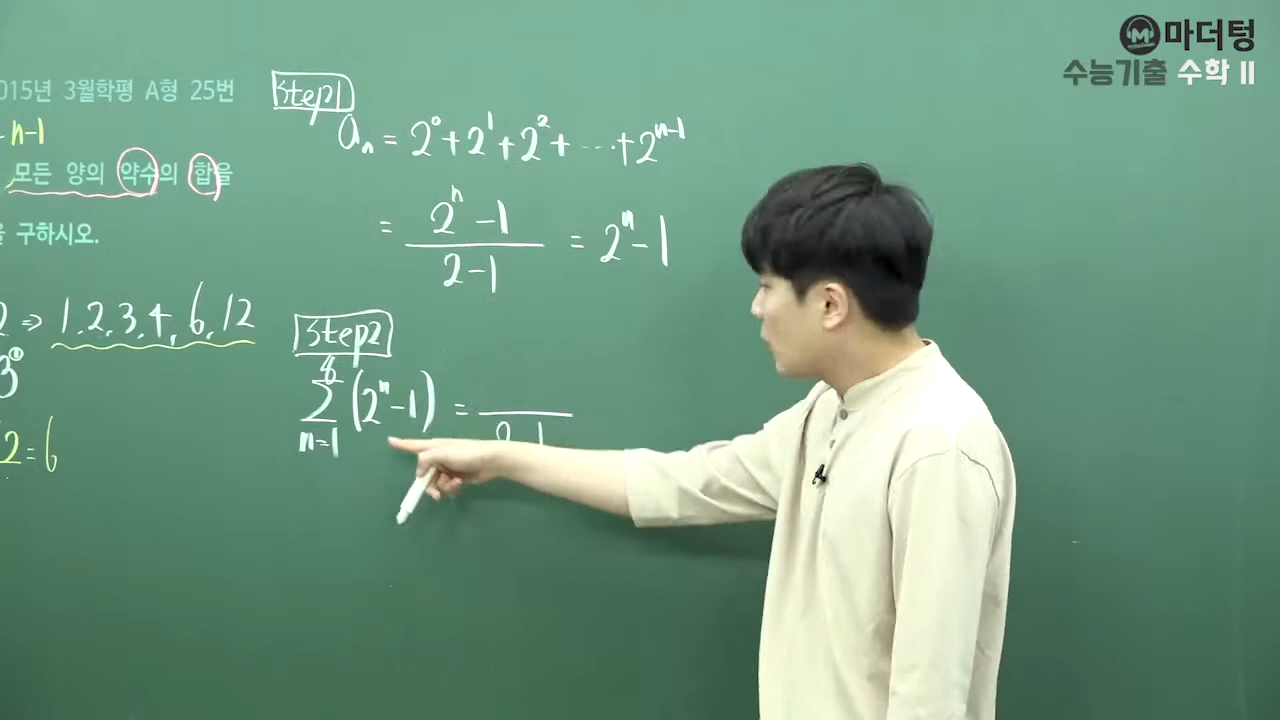 마더텅
수능기출 수학 II
015년 3월학평 A형 25번
n-1
모든 양의 약수의 합을
구하시오.
2 ⇒ 1, 2, 3, 4, 6, 12
3⁰
2=6
Step1
aₙ = 2⁰+2¹+2²+ ⋯ +2ⁿ⁻¹
= (2ⁿ-1)/(2-1) = 2ⁿ-1
Step2
8
Σ (2ⁿ-1) =
n=1
2-1